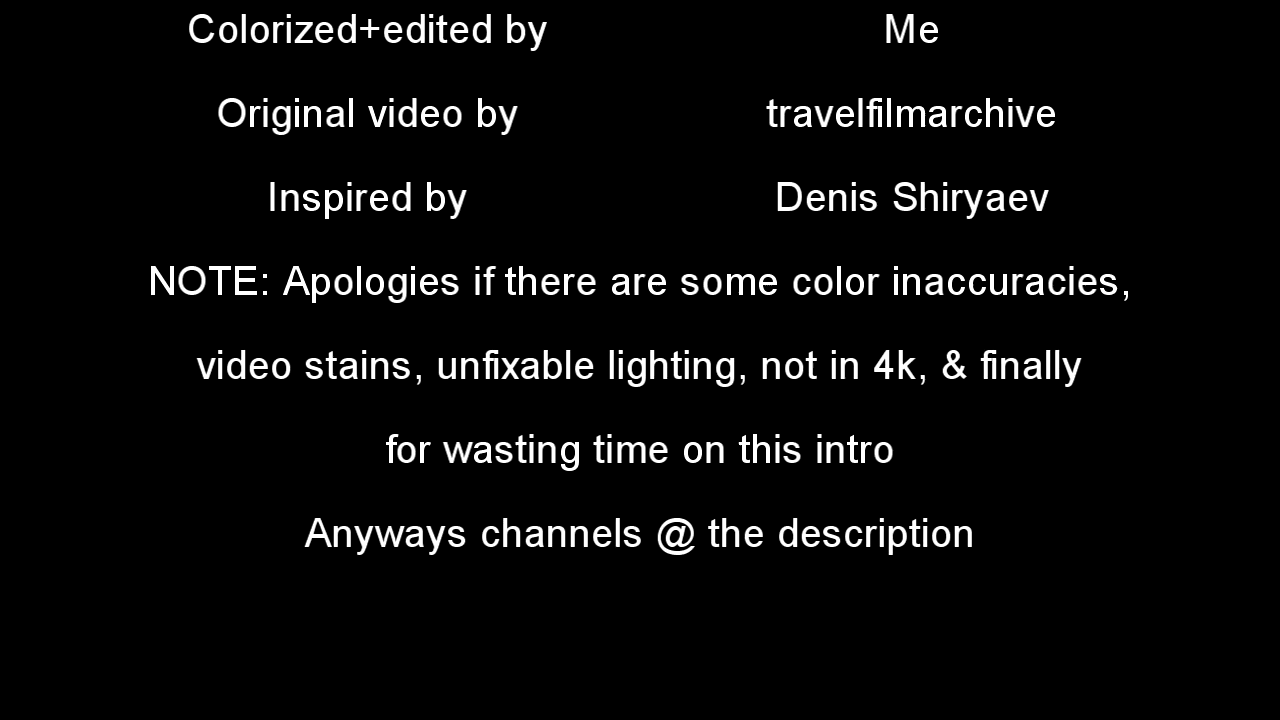 Colorized+edited by Me
Original video by travelfilmarchive
Inspired by Denis Shiryaev
NOTE: Apologies if there are some color inaccuracies,
video stains, unfixable lighting, not in 4k, & finally
for wasting time on this intro
Anyways channels @ the description